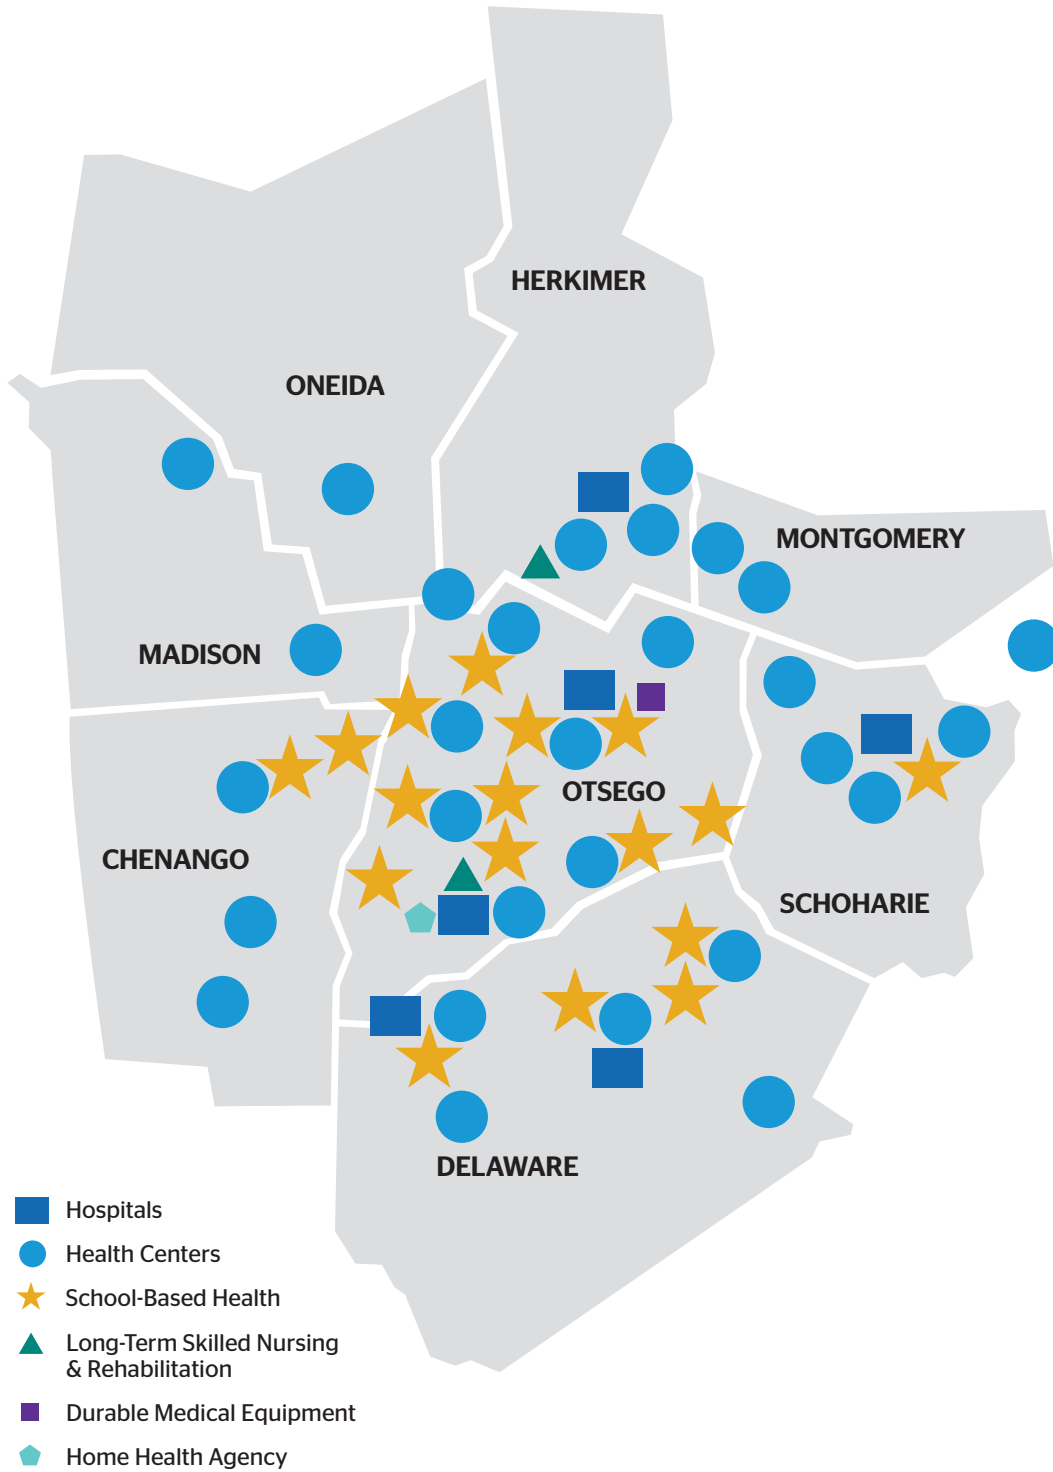 HERKIMER
ONEIDA
MONTGOMERY
MADISON
OTSEGO
CHENANGO
SCHOHARIE
DELAWARE
Hospitals
Health Centers
School-Based Health
Long-Term Skilled Nursing
& Rehabilitation
Durable Medical Equipment
Home Health Agency